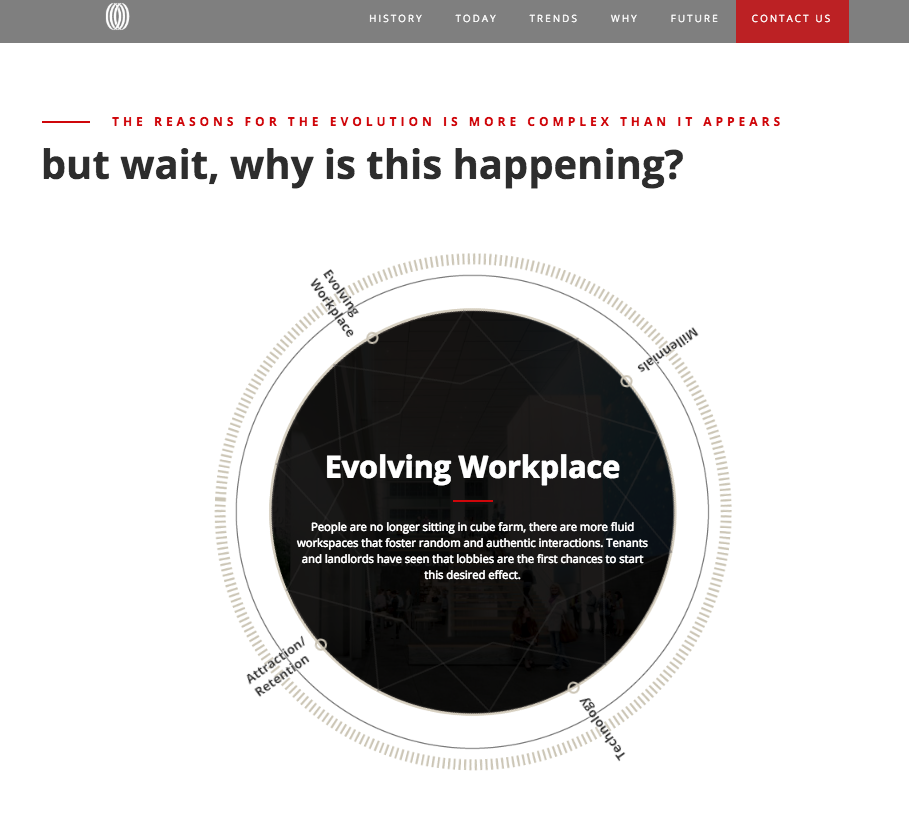 HISTORY TODAY TRENDS WHY FUTURE CONTACT US
THE REASONS FOR THE EVOLUTION IS MORE COMPLEX THAN IT APPEARS
but wait, why is this happening?
Evolving
Workplace
Millennials
Evolving Workplace
People are no longer sitting in cube farm, there are more fluid
workspaces that foster random and authentic interactions. Tenants
and landlords have seen that lobbies are the first chances to start
this desired effect.
Attraction/
Retention
Technology